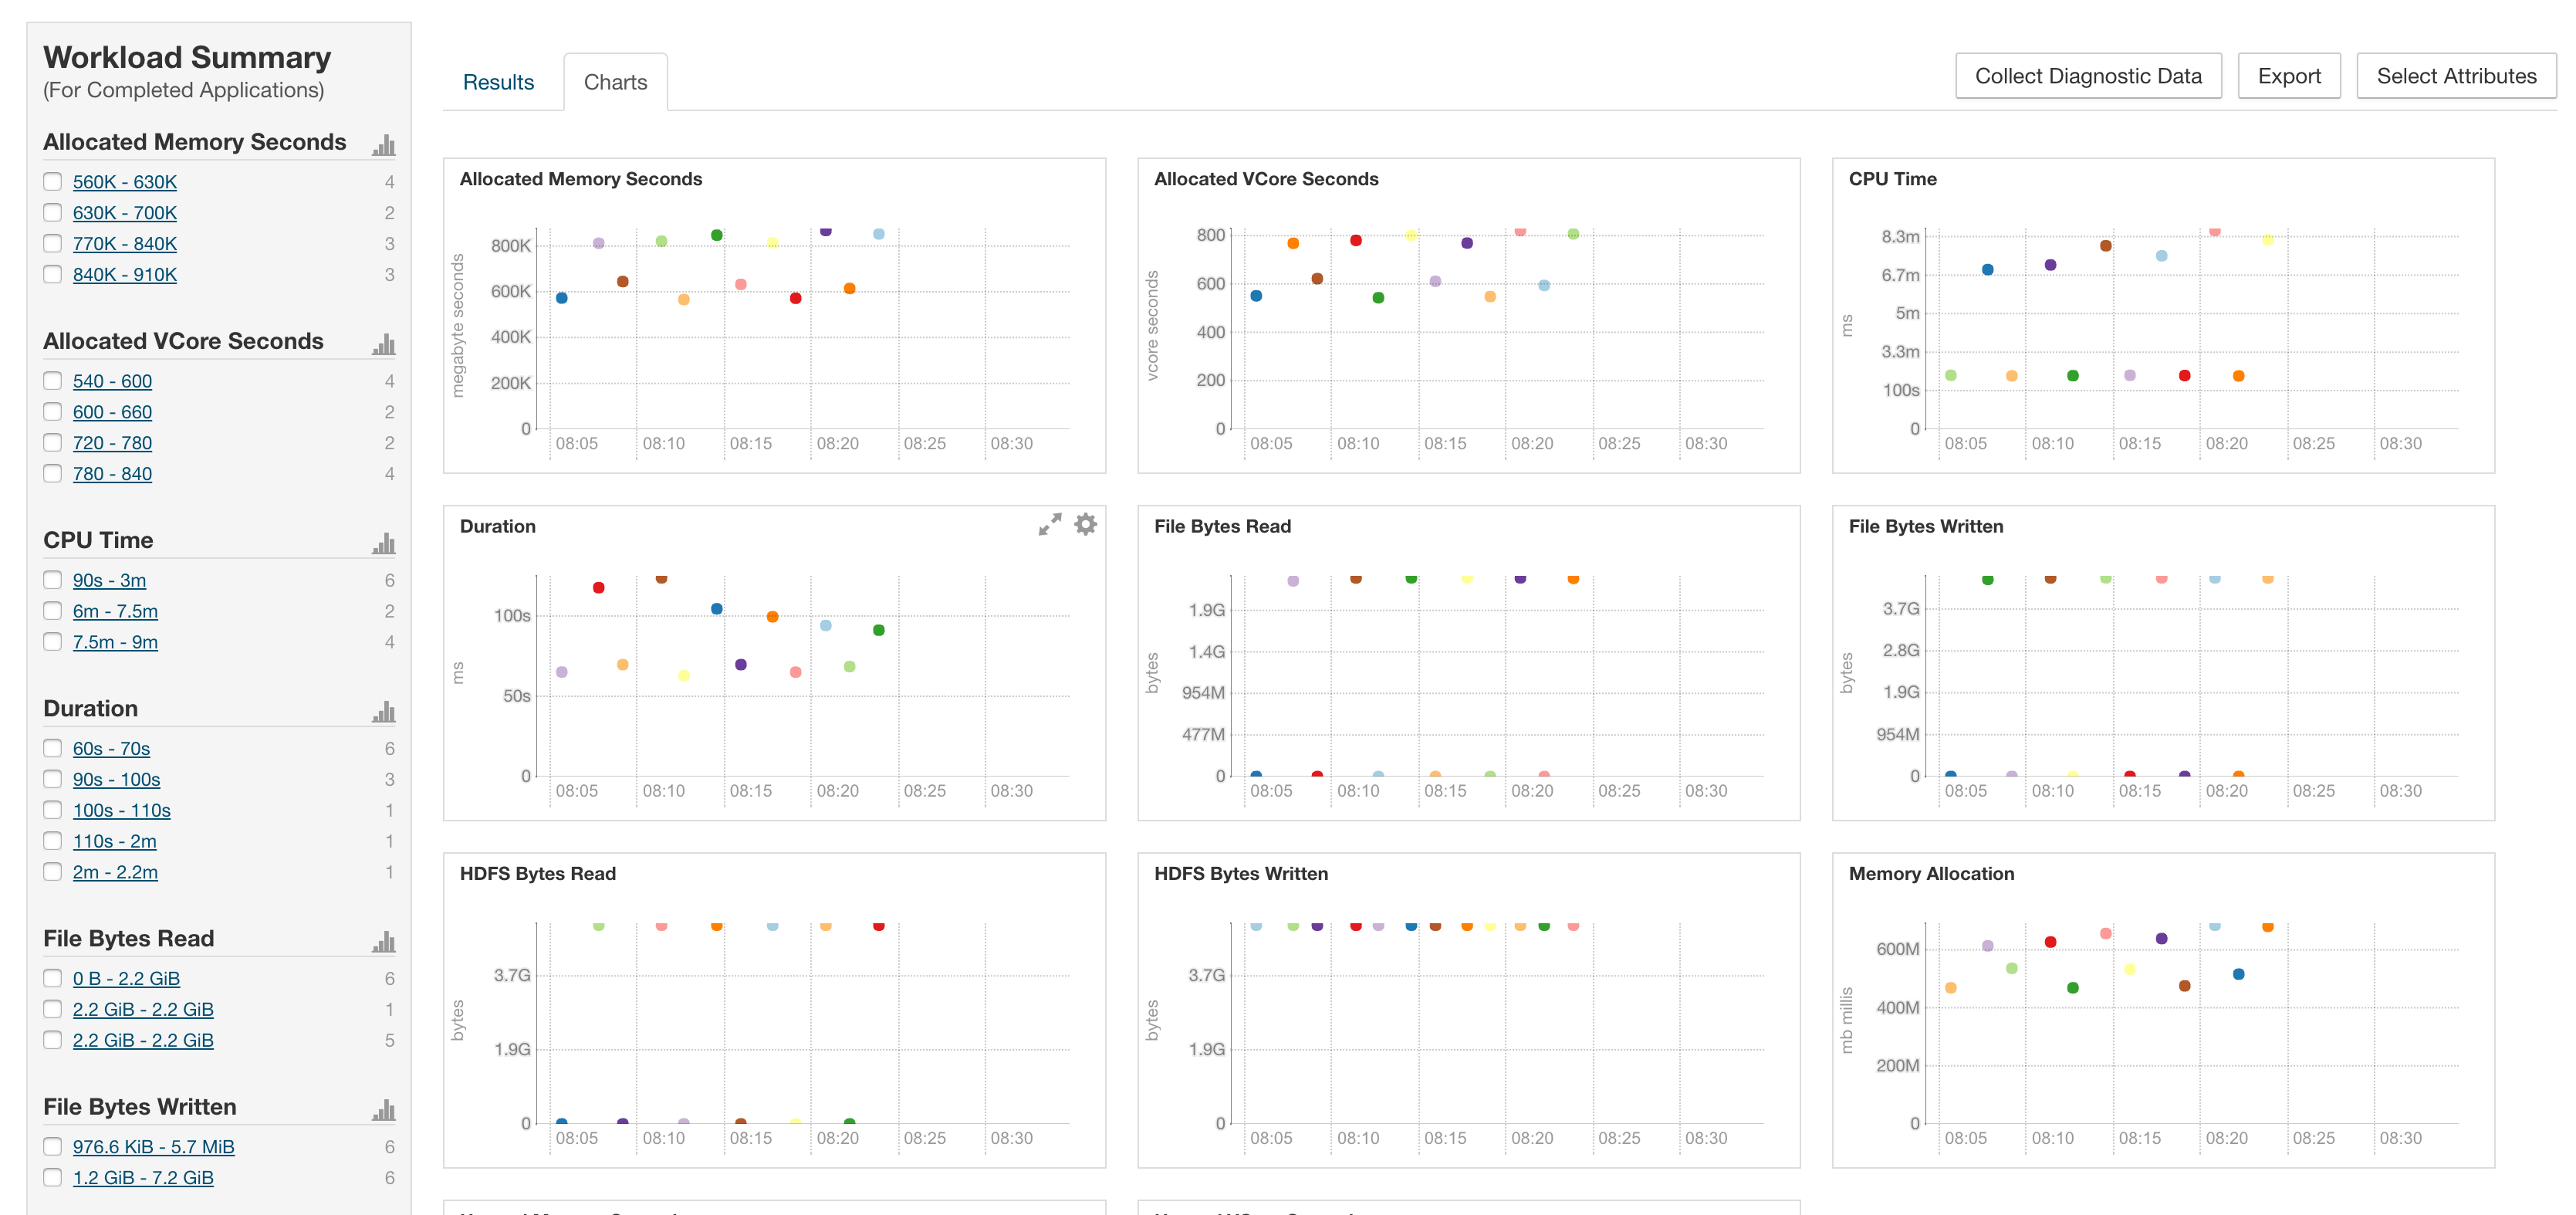 Workload Summary
(For Completed Applications)
Allocated Memory Seconds
560K - 630K 4
630K - 700K 2
770K - 840K 3
840K - 910K 3
Allocated VCore Seconds
540 - 600 4
600 - 660 2
720 - 780 2
780 - 840 4
CPU Time
90s - 3m 6
6m - 7.5m 2
7.5m - 9m 4
Duration
60s - 70s 6
90s - 100s 3
100s - 110s 1
110s - 2m 1
2m - 2.2m 1
File Bytes Read
0 B - 2.2 GiB 6
2.2 GiB - 2.2 GiB 1
2.2 GiB - 2.2 GiB 5
File Bytes Written
976.6 KiB - 5.7 MiB 6
1.2 GiB - 7.2 GiB 6
Results Charts
Collect Diagnostic Data Export Select Attributes
Allocated Memory Seconds
megabyte seconds
800K
600K
400K
200K
0
08:05 08:10 08:15 08:20 08:25 08:30
Allocated VCore Seconds
vcore seconds
800
600
400
200
0
08:05 08:10 08:15 08:20 08:25 08:30
CPU Time
ms
8.3m
6.7m
5m
3.3m
100s
0
08:05 08:10 08:15 08:20 08:25 08:30
Duration
ms
100s
50s
0
08:05 08:10 08:15 08:20 08:25 08:30
File Bytes Read
bytes
1.9G
1.4G
954M
477M
0
08:05 08:10 08:15 08:20 08:25 08:30
File Bytes Written
bytes
3.7G
2.8G
1.9G
954M
0
08:05 08:10 08:15 08:20 08:25 08:30
HDFS Bytes Read
bytes
3.7G
1.9G
0
08:05 08:10 08:15 08:20 08:25 08:30
HDFS Bytes Written
bytes
3.7G
1.9G
0
08:05 08:10 08:15 08:20 08:25 08:30
Memory Allocation
mb millis
600M
400M
200M
0
08:05 08:10 08:15 08:20 08:25 08:30